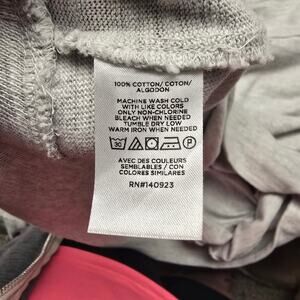 100% COTTON/ COTON/
ALGODON
MACHINE WASH COLD
WITH LIKE COLORS
ONLY NON-CHLORINE
BLEACH WHEN NEEDED
TUMBLE DRY LOW
WARM IRON WHEN NEEDED
30 P
AVEC DES COULEURS
SEMBLABLES / CON
COLORES SIMILARES
RN#140923